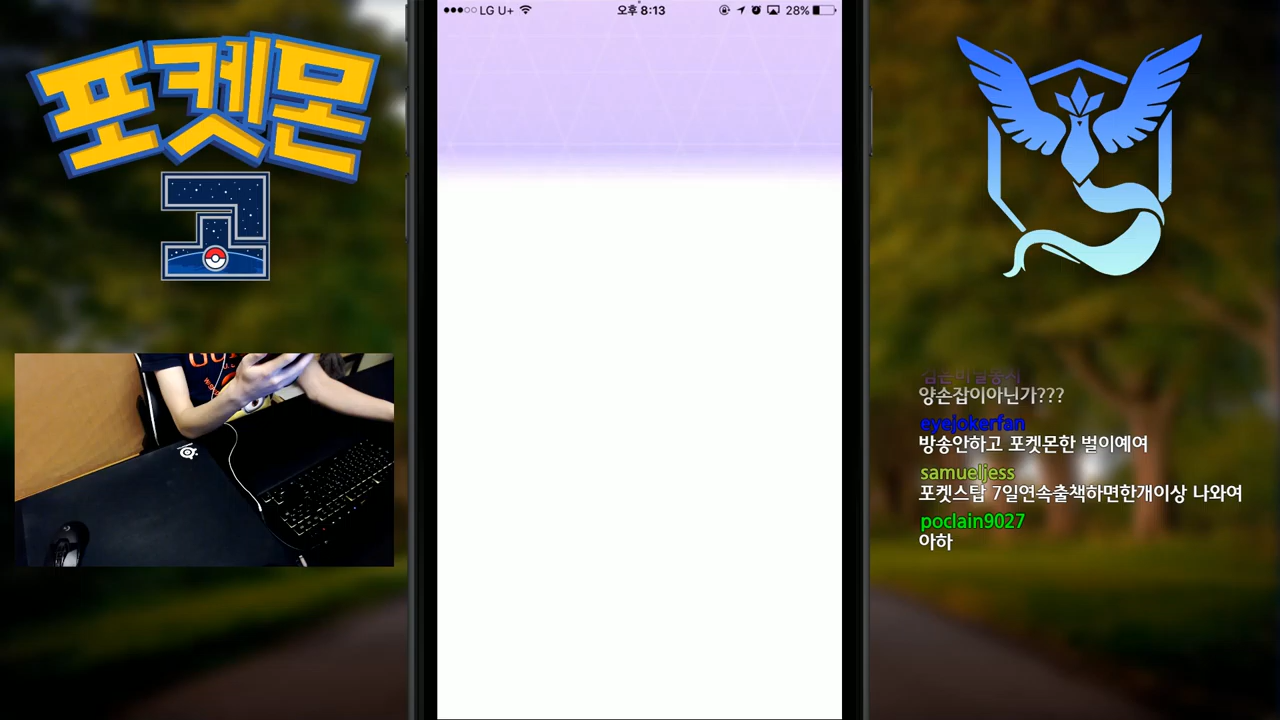 ●●●○○ LG U+
오후 8:13
28%
포켓몬
고
양손잡이아닌가???
eyejokerfan
방송안하고 포켓몬한 벌이예여
samueljess
포켓스탑 7일연속출책하면한개이상 나와여
poclain9027
아하